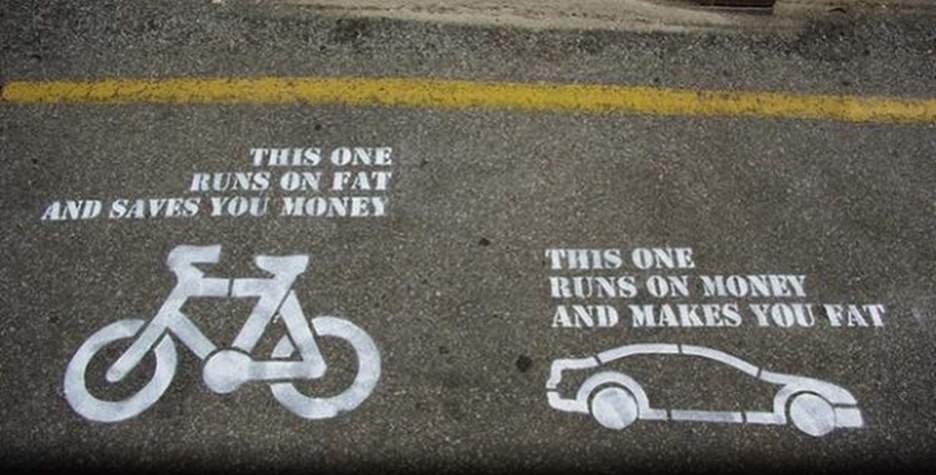 THIS ONE
RUNS ON FAT
AND SAVES YOU MONEY
THIS ONE
RUNS ON MONEY
AND MAKES YOU FAT